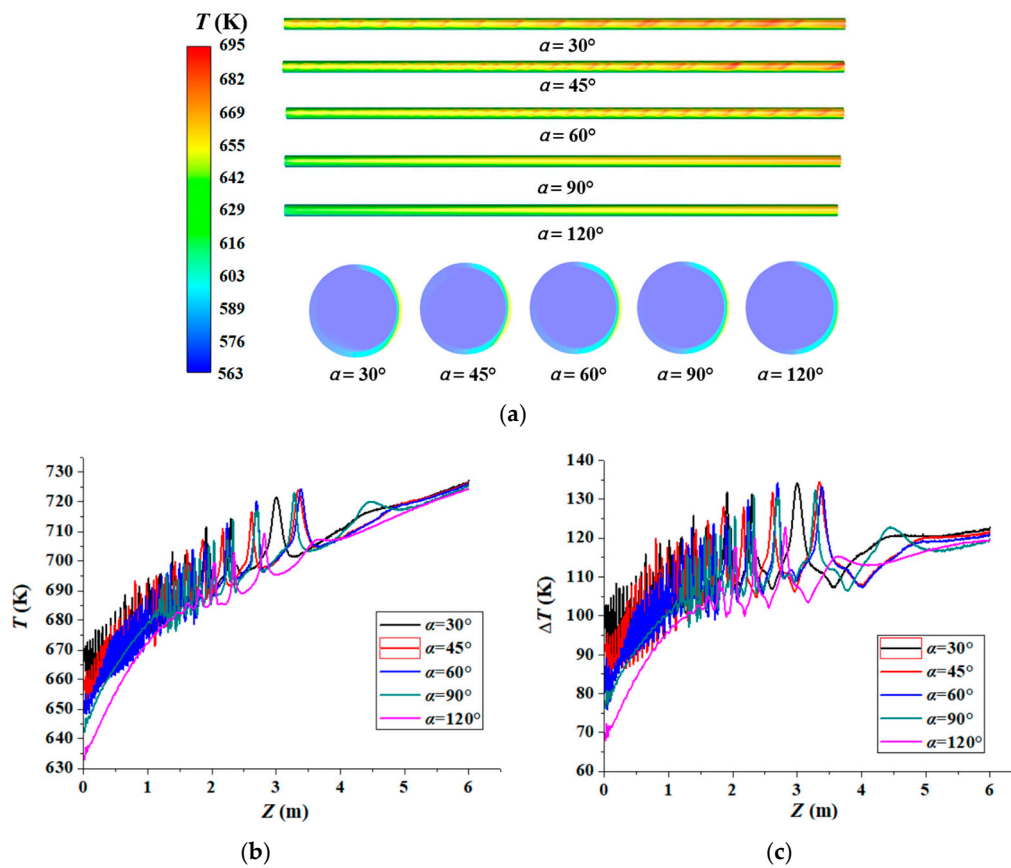 T (K)
695
682
669
655
642
629
616
603
589
576
563
α = 30°
α = 45°
α = 60°
α = 90°
α = 120°
α = 30° α = 45° α = 60° α = 90° α = 120°
(a)
T (K)
730
720
710
700
690
680
670
660
650
640
630
0 1 2 3 4 5 6
Z (m)
α=30°
α=45°
α=60°
α=90°
α=120°
(b)
ΔT (K)
140
130
120
110
100
90
80
70
60
0 1 2 3 4 5 6
Z (m)
α=30°
α=45°
α=60°
α=90°
α=120°
(c)